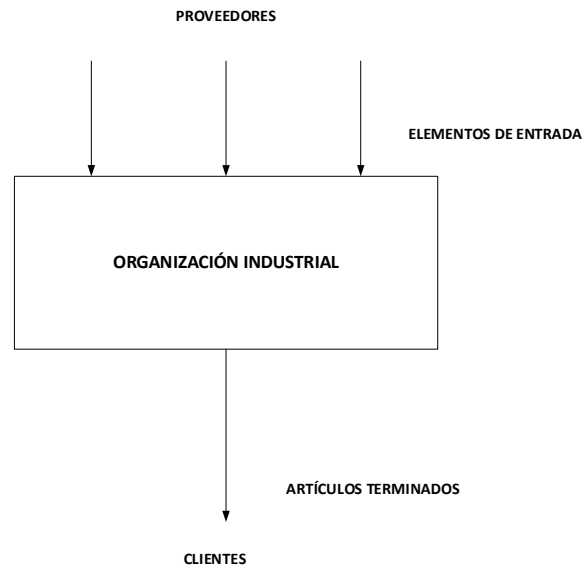 PROVEEDORES
ELEMENTOS DE ENTRADA
ORGANIZACIÓN INDUSTRIAL
ARTÍCULOS TERMINADOS
CLIENTES